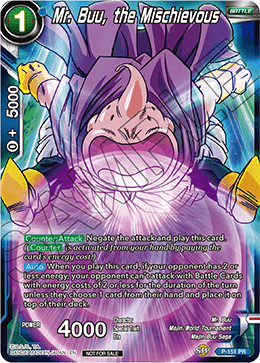 1
Mr. Buu, the Mischievous
BATTLE
0 + 5000
Counter:Attack Negate the attack and play this card.
(Counter is activated from your hand by paying the
card's energy cost!)
Auto When you play this card, if your opponent has 2 or
less energy, your opponent can't attack with Battle Cards
with energy costs of 2 or less for the duration of the turn
unless they choose 1 card from their hand and place it on
top of their deck.
POWER
4000
Character
Special Trait
Era
Mr. Buu
Majin, World Tournament
Majin Buu Saga
NOT FOR SALE
P-151 PR